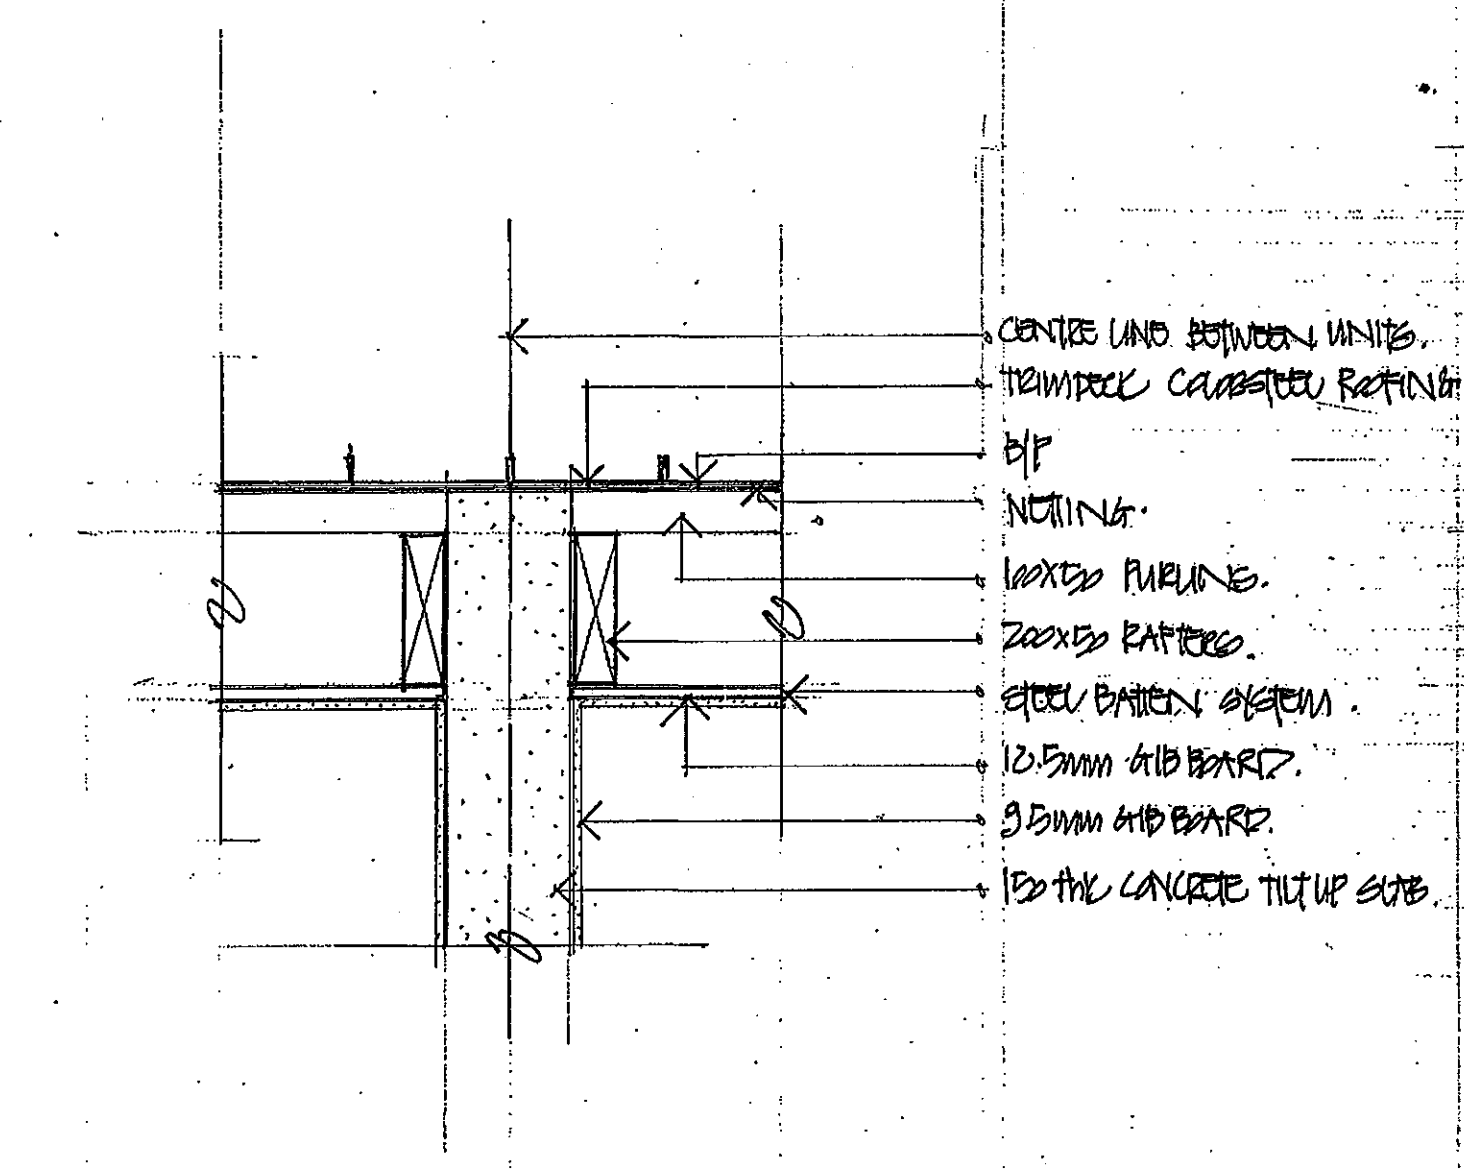 CENTRE LINE BETWEEN UNITS.
TRIMDECK COLORSTEEL ROOFING
B/P
NETTING.
100X50 PURLINS.
200X50 RAFTERS.
STEEL BATTEN SYSTEM.
12.5mm GIB BOARD.
9.5mm GIB BOARD.
150 thk CONCRETE TILT UP SLAB.